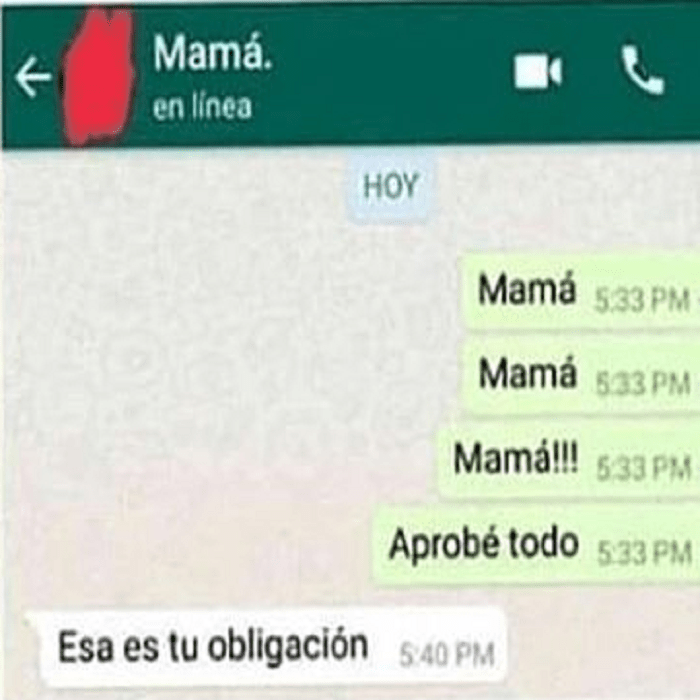 Mamá.
en línea
HOY
Mamá 5:33 PM
Mamá 5:33 PM
Mamá!!! 5:33 PM
Aprobé todo 5:33 PM
Esa es tu obligación 5:40 PM